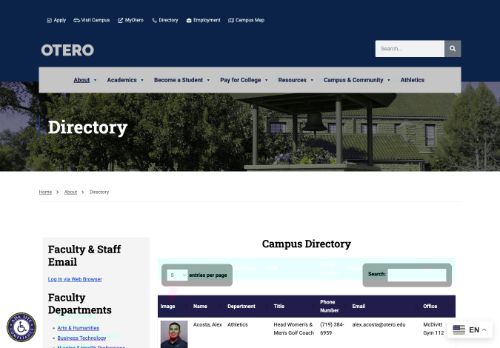 Apply Visit Campus MyOtero Directory Employment Campus Map
OTERO
Search...
About Academics Become a Student Pay for College Resources Campus & Community Athletics
Directory
Home > About > Directory
Faculty & Staff
Email
Log in via Web Browser
Faculty
Departments
Arts & Humanities
Business Technology
Campus Directory
5 entries per page
Search:
Image Name Department Title Phone Number Email Office
Acosta, Alex Athletics Head Women's & Men's Golf Coach (719) 384-6959 alex.acosta@otero.edu McDivitt Gym 112
EN